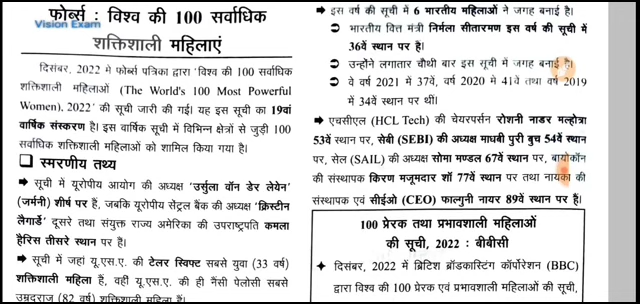 फोर्ब्स : विश्व की 100 सर्वाधिक
Vision Exam
शक्तिशाली महिलाएं
दिसंबर, 2022 मे फोर्ब्स पत्रिका द्वारा 'विश्व की 100 सर्वाधिक
शक्तिशाली महिलाओं (The World's 100 Most Powerful
Women), 2022' की सूची जारी की गई। यह इस सूची का 19वां
वार्षिक संस्करण है। इस वार्षिक सूची में विभिन्न क्षेत्रों से जुड़ी 100
सर्वाधिक शक्तिशाली महिलाओं को शामिल किया गया है।
❑ स्मरणीय तथ्य
➜ सूची में यूरोपीय आयोग की अध्यक्ष 'उर्सुला वॉन डेर लेयेन'
(जर्मनी) शीर्ष पर हैं, जबकि यूरोपीय सेंट्रल बैंक की अध्यक्ष 'क्रिस्टीन
लैगार्डे' दूसरे तथा संयुक्त राज्य अमेरिका की उपराष्ट्रपति कमला
हैरिस तीसरे स्थान पर हैं।
➜ सूची में जहां यू.एस.ए. की टेलर स्विफ्ट सबसे युवा (33 वर्ष)
शक्तिशाली महिला हैं, वहीं यू.एस.ए. की ही नैंसी पेलोसी सबसे
उम्रदराज (82 वर्ष) शक्तिशाली महिला हैं।
➜ इस वर्ष की सूची में 6 भारतीय महिलाओं ने जगह बनाई है।
➲ भारतीय वित्त मंत्री निर्मला सीतारमण इस वर्ष की सूची में
36वें स्थान पर है।
➲ उन्होंने लगातार चौथी बार इस सूची में जगह बनाई है।
➲ वे वर्ष 2021 में 37वें, वर्ष 2020 मे 41वे तथा वर्ष 2019
में 34वें स्थान पर थीं।
➜ एचसीएल (HCL Tech) की चेयरपर्सन रोशनी नाडर मल्होत्रा
53वें स्थान पर, सेबी (SEBI) की अध्यक्ष माधबी पुरी बुच 54वें स्थान
पर, सेल (SAIL) की अध्यक्ष सोमा मण्डल 67वें स्थान पर, बायोकॉन
की संस्थापक किरण मजूमदार शॉ 77वें स्थान पर तथा नायका की
संस्थापक एवं सीईओ (CEO) फाल्गुनी नायर 89वें स्थान पर हैं।
100 प्रेरक तथा प्रभावशाली महिलाओं
की सूची, 2022 : बीबीसी
✦ दिसंबर, 2022 में ब्रिटिश ब्रॉडकास्टिंग कॉर्पोरेशन (BBC)
द्वारा विश्व की 100 प्रेरक एवं प्रभावशाली महिलाओं की सूची,